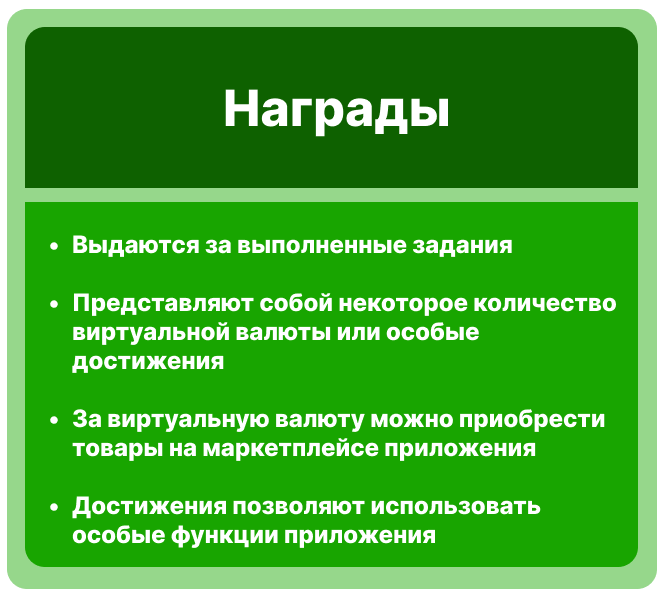 Награды
• Выдаются за выполненные задания
• Представляют собой некоторое количество
виртуальной валюты или особые
достижения
• За виртуальную валюту можно приобрести
товары на маркетплейсе приложения
• Достижения позволяют использовать
особые функции приложения